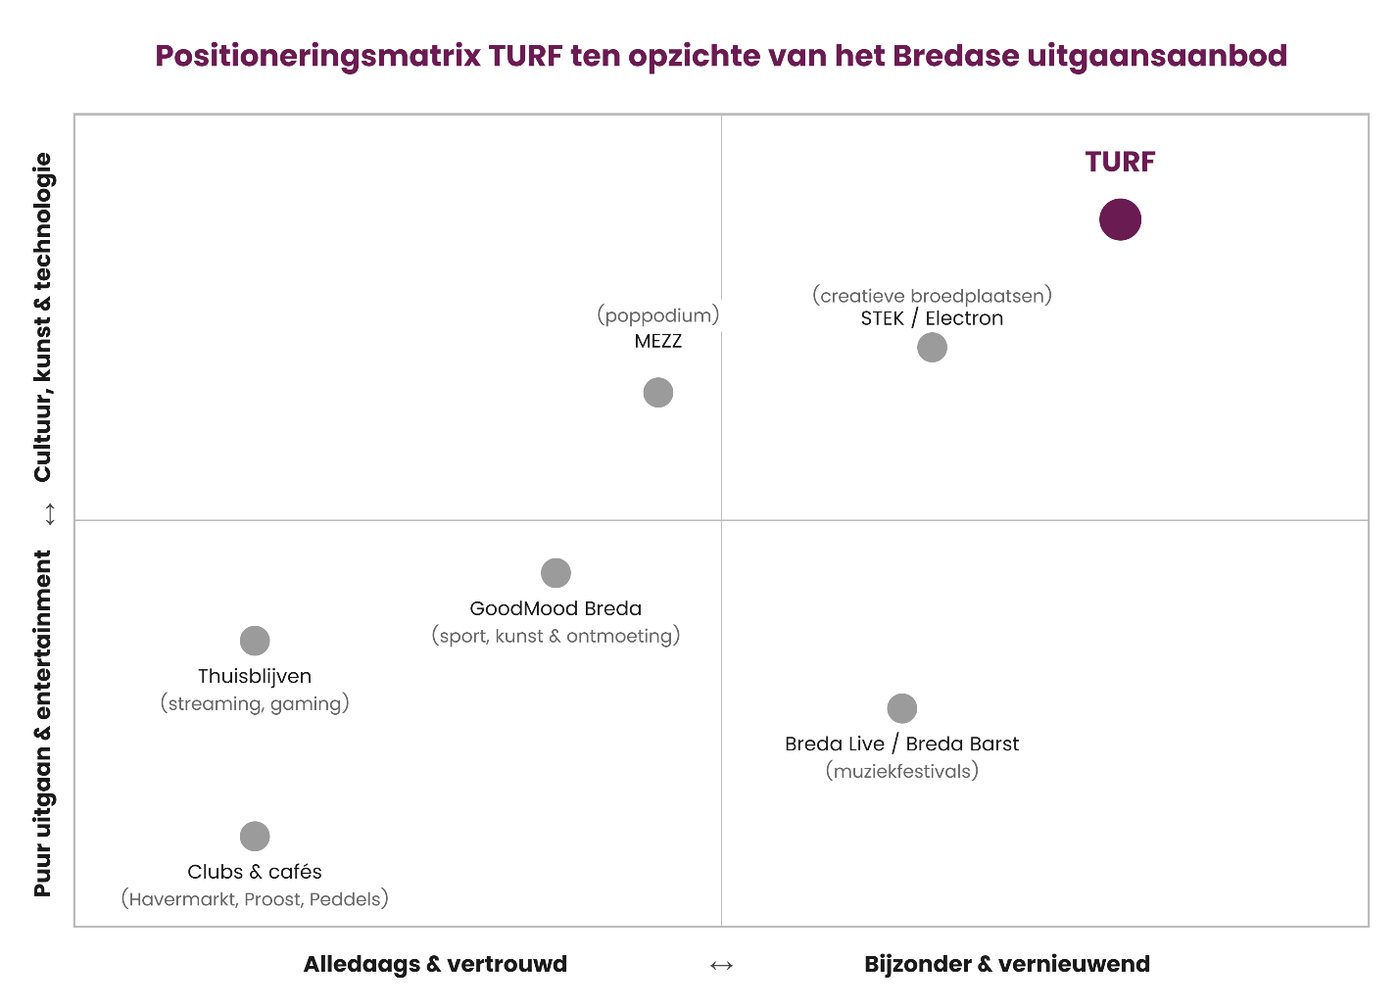 Positioneringsmatrix TURF ten opzichte van het Bredase uitgaansaanbod
Cultuur, kunst & technologie
↔
Puur uitgaan & entertainment
TURF
(creatieve broedplaatsen)
STEK / Electron
(poppodium)
MEZZ
GoodMood Breda
(sport, kunst & ontmoeting)
Thuisblijven
(streaming, gaming)
Breda Live / Breda Barst
(muziekfestivals)
Clubs & cafés
(Havermarkt, Proost, Peddels)
Alledaags & vertrouwd ↔ Bijzonder & vernieuwend